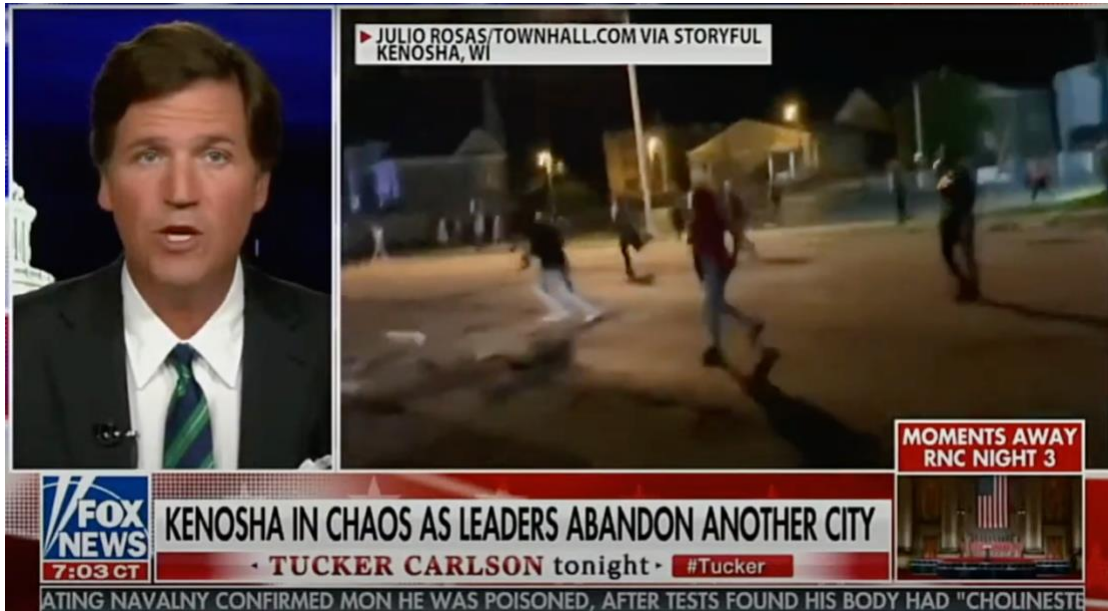 JULIO ROSAS/TOWNHALL.COM VIA STORYFUL
KENOSHA, WI
MOMENTS AWAY
RNC NIGHT 3
FOX
NEWS
7:03 CT
KENOSHA IN CHAOS AS LEADERS ABANDON ANOTHER CITY
TUCKER CARLSON tonight
#Tucker
ATING NAVALNY CONFIRMED MON HE WAS POISONED, AFTER TESTS FOUND HIS BODY HAD "CHOLINESTE